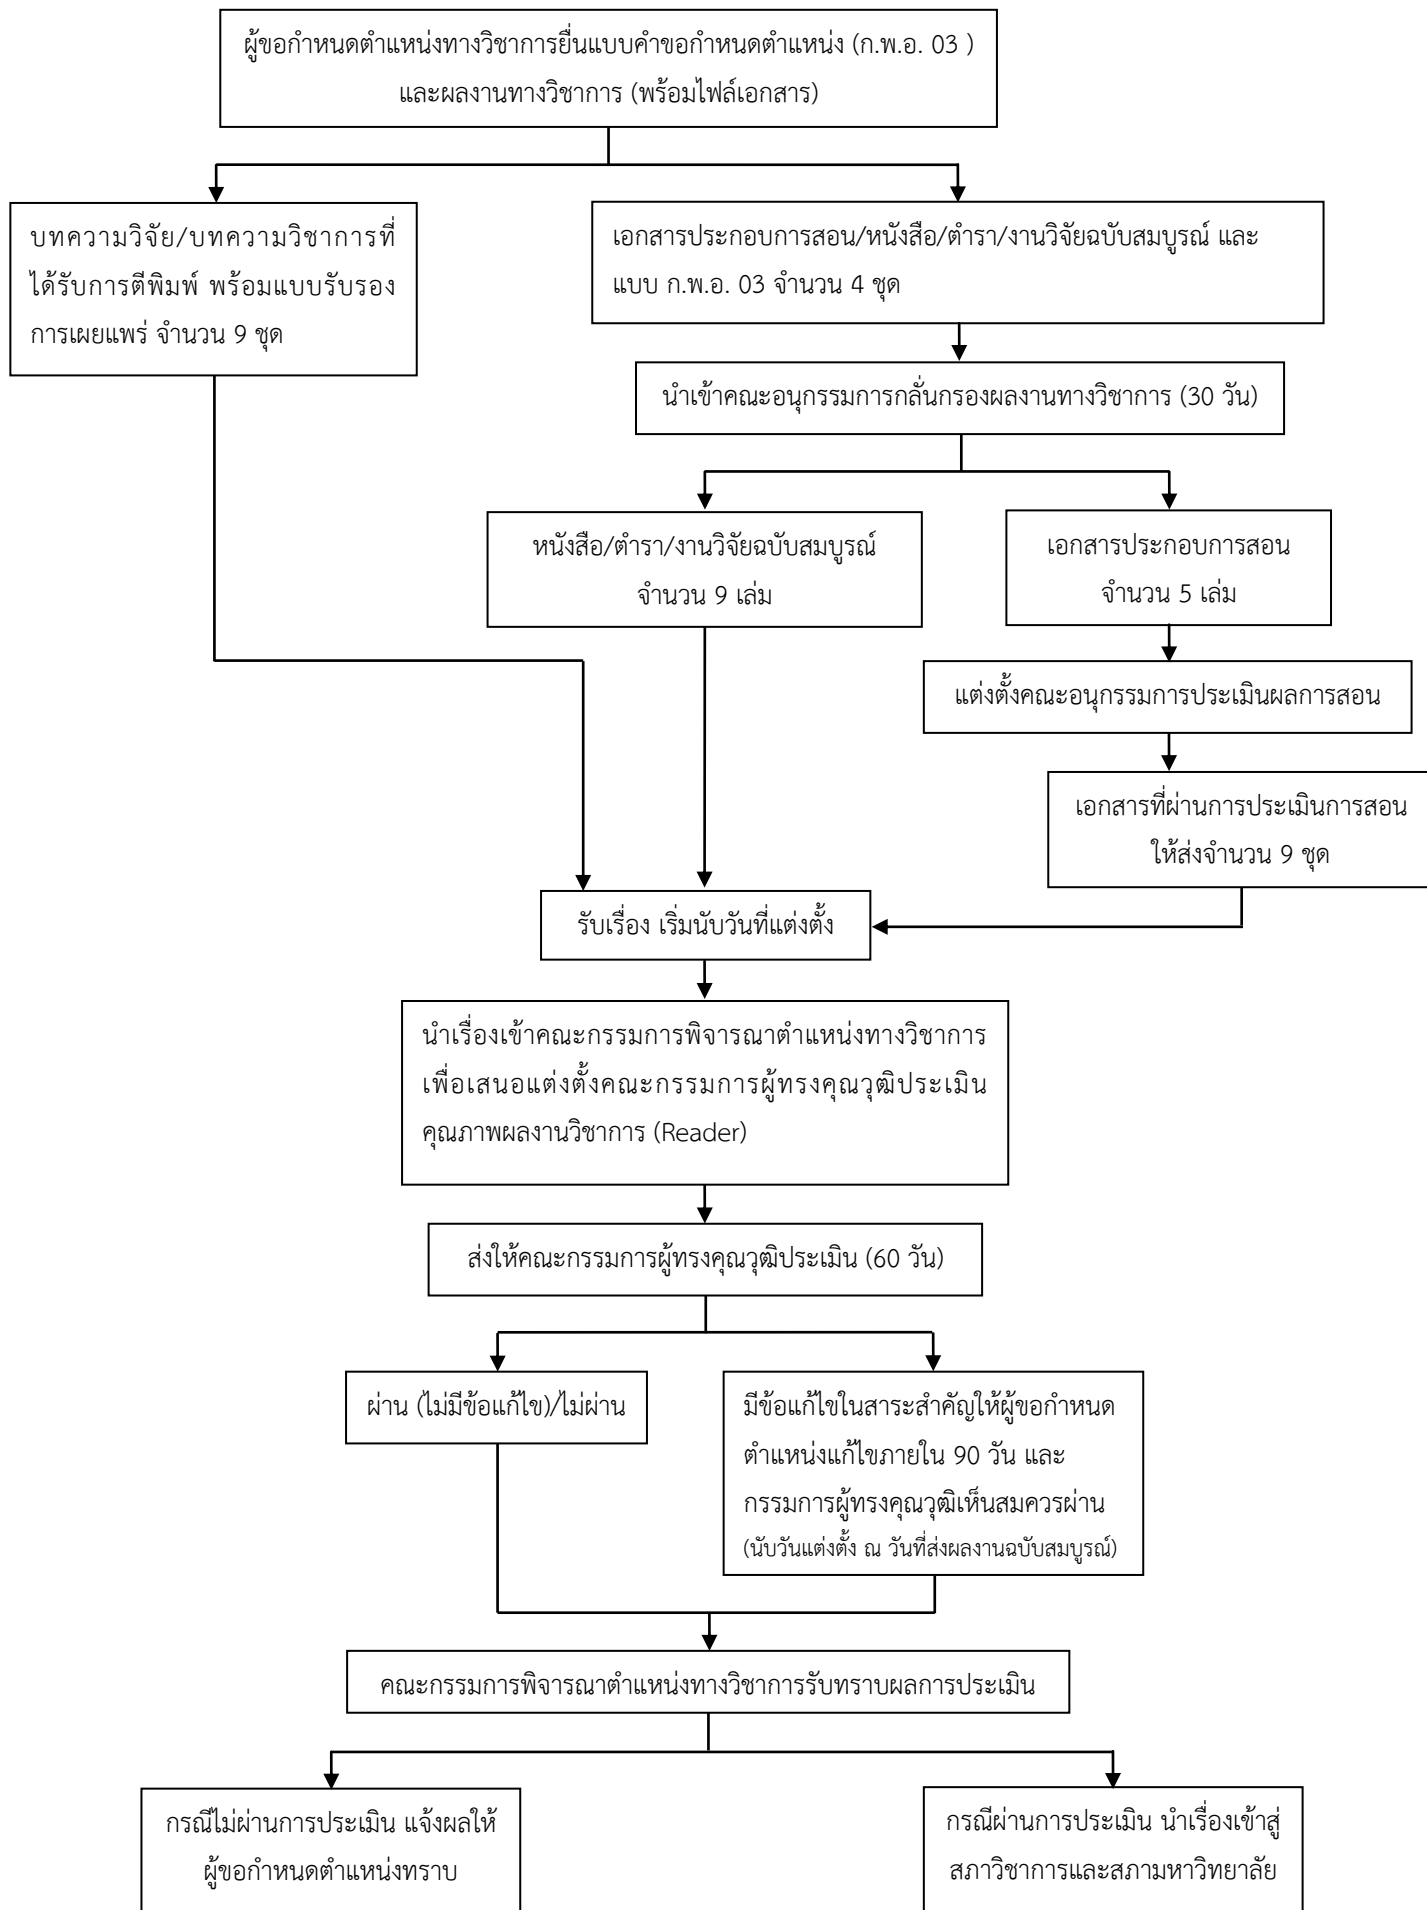 ผู้ขอกำหนดตำแหน่งทางวิชาการยื่นแบบคำขอกำหนดตำแหน่ง (ก.พ.อ. 03 )
และผลงานทางวิชาการ (พร้อมไฟล์เอกสาร)
บทความวิจัย/บทความวิชาการที่
ได้รับการตีพิมพ์ พร้อมแบบรับรอง
การเผยแพร่ จำนวน 9 ชุด
เอกสารประกอบการสอน/หนังสือ/ตำรา/งานวิจัยฉบับสมบูรณ์ และ
แบบ ก.พ.อ. 03 จำนวน 4 ชุด
นำเข้าคณะอนุกรรมการกลั่นกรองผลงานทางวิชาการ (30 วัน)
หนังสือ/ตำรา/งานวิจัยฉบับสมบูรณ์
จำนวน 9 เล่ม
เอกสารประกอบการสอน
จำนวน 5 เล่ม
แต่งตั้งคณะอนุกรรมการประเมินผลการสอน
เอกสารที่ผ่านการประเมินการสอน
ให้ส่งจำนวน 9 ชุด
รับเรื่อง เริ่มนับวันที่แต่งตั้ง
นำเรื่องเข้าคณะกรรมการพิจารณาตำแหน่งทางวิชาการ
เพื่อเสนอแต่งตั้งคณะกรรมการผู้ทรงคุณวุฒิประเมิน
คุณภาพผลงานวิชาการ (Reader)
ส่งให้คณะกรรมการผู้ทรงคุณวุฒิประเมิน (60 วัน)
ผ่าน (ไม่มีข้อแก้ไข)/ไม่ผ่าน
มีข้อแก้ไขในสาระสำคัญให้ผู้ขอกำหนด
ตำแหน่งแก้ไขภายใน 90 วัน และ
กรรมการผู้ทรงคุณวุฒิเห็นสมควรผ่าน
(นับวันแต่งตั้ง ณ วันที่ส่งผลงานฉบับสมบูรณ์)
คณะกรรมการพิจารณาตำแหน่งทางวิชาการรับทราบผลการประเมิน
กรณีไม่ผ่านการประเมิน แจ้งผลให้
ผู้ขอกำหนดตำแหน่งทราบ
กรณีผ่านการประเมิน นำเรื่องเข้าสู่
สภาวิชาการและสภามหาวิทยาลัย